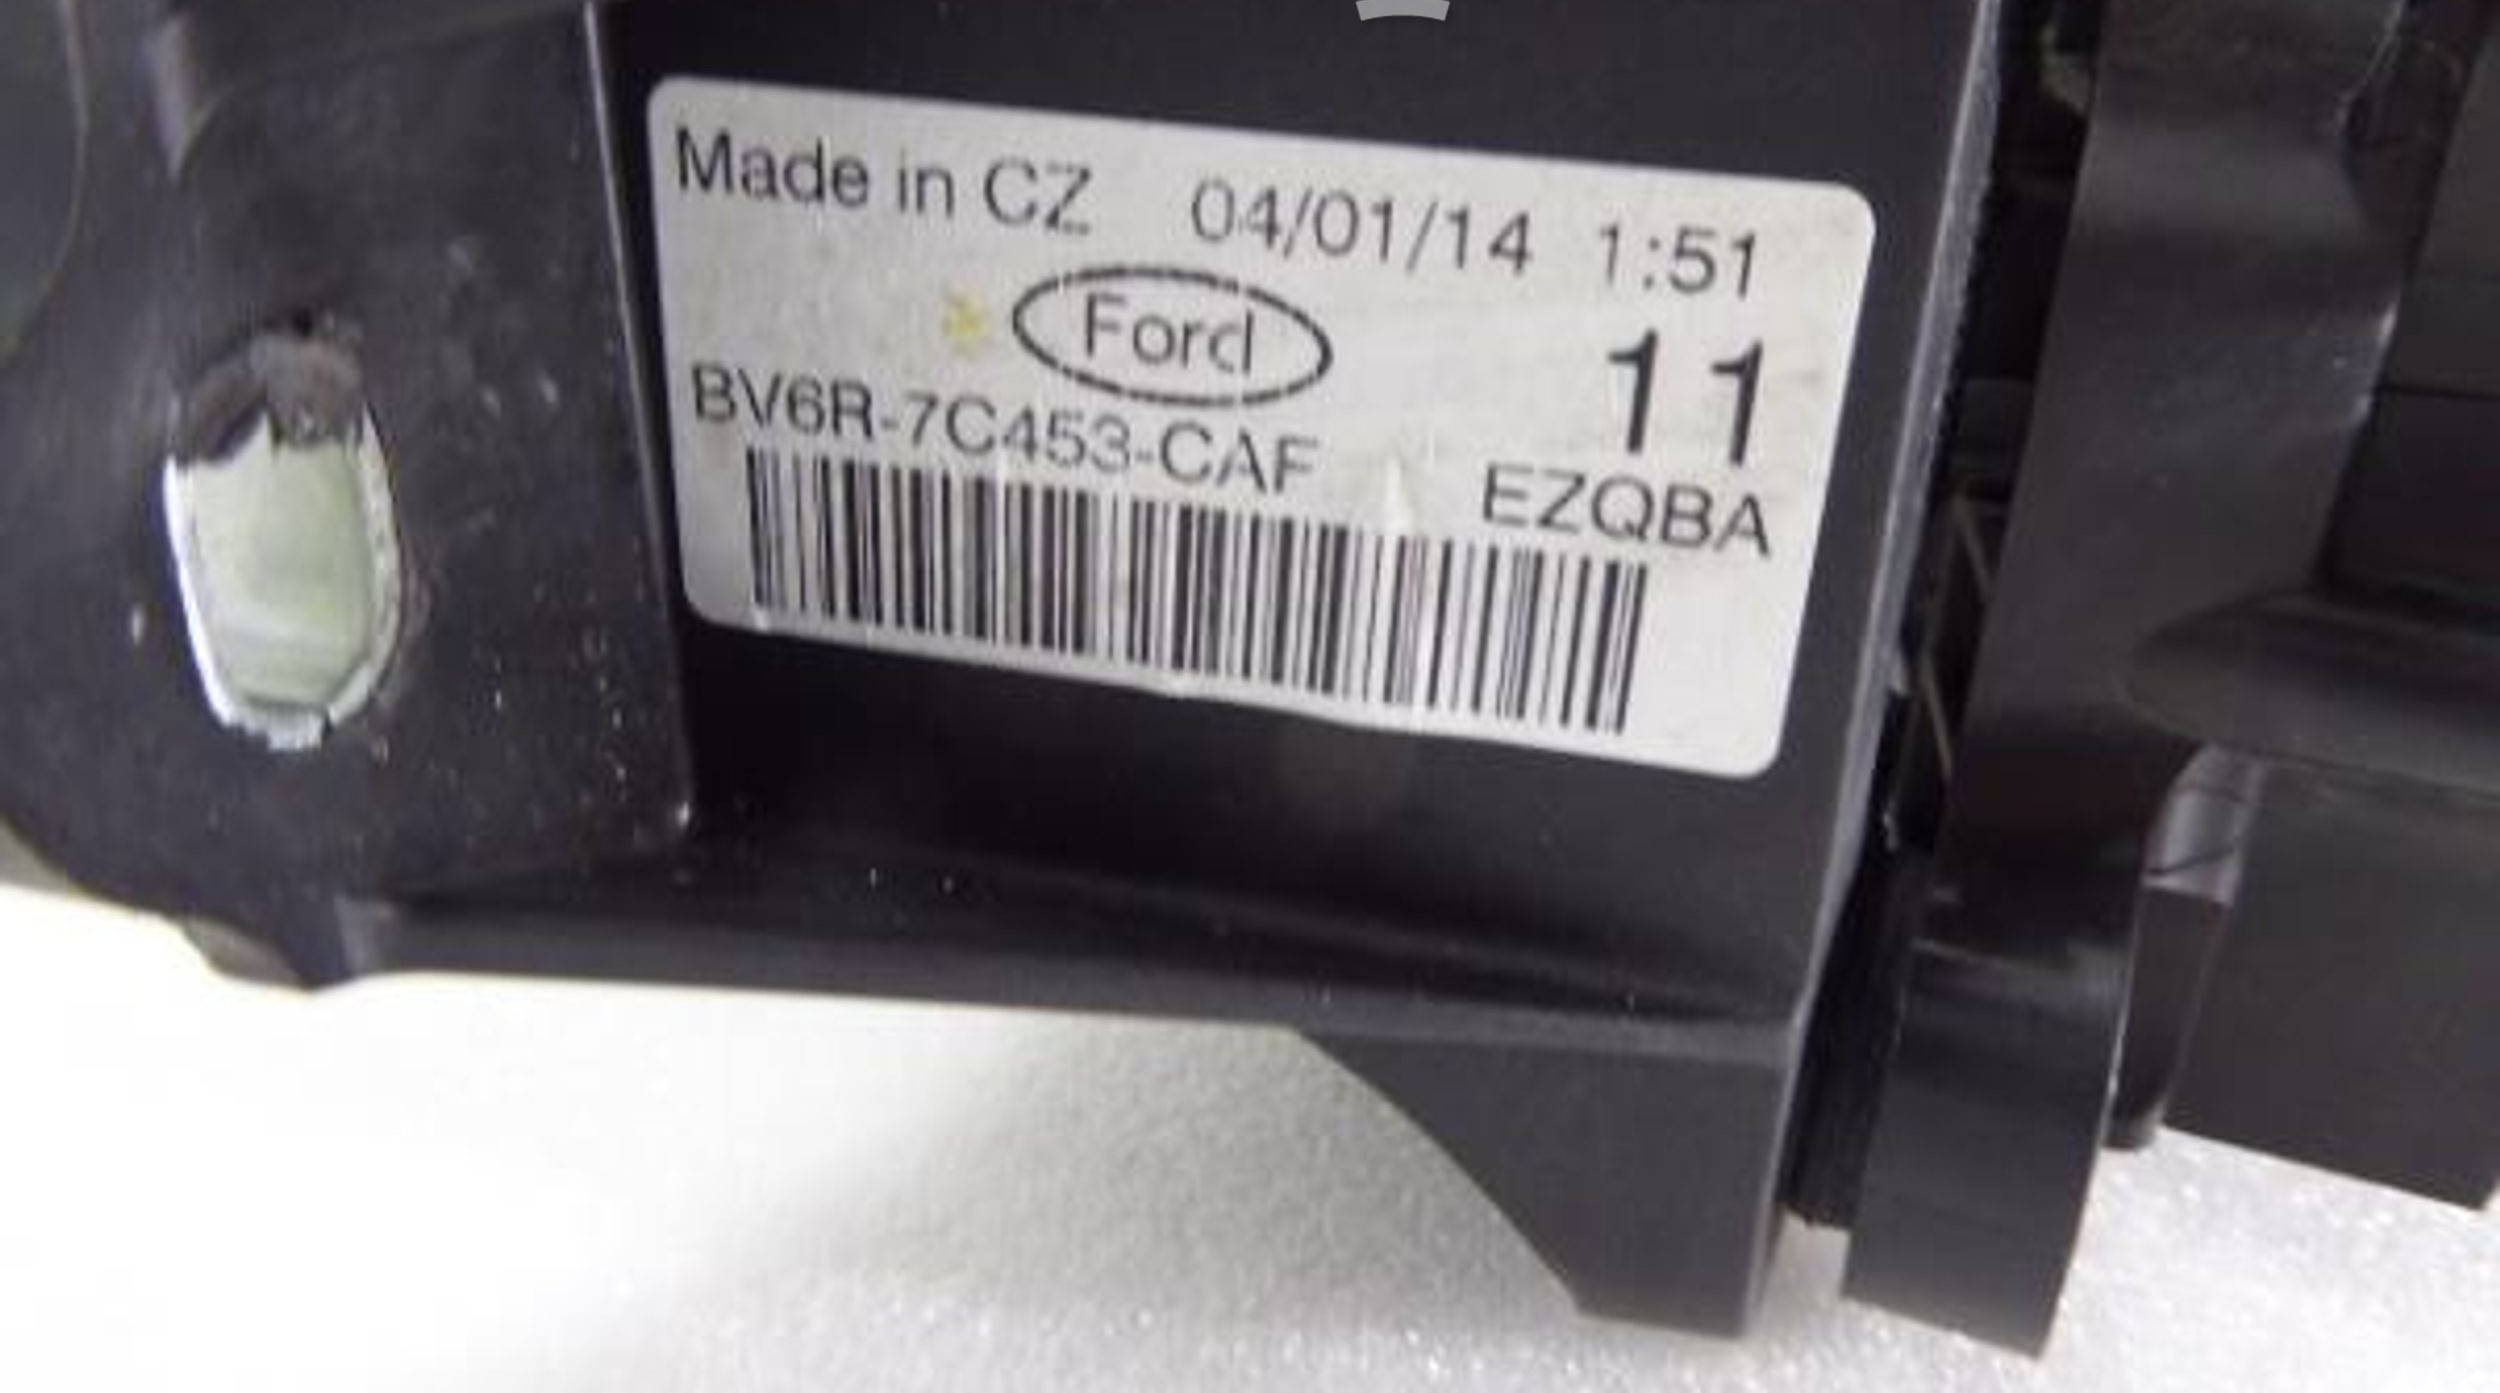 Made in CZ 04/01/14 1:51
Ford
11
BV6R-7C453-CAF
EZQBA